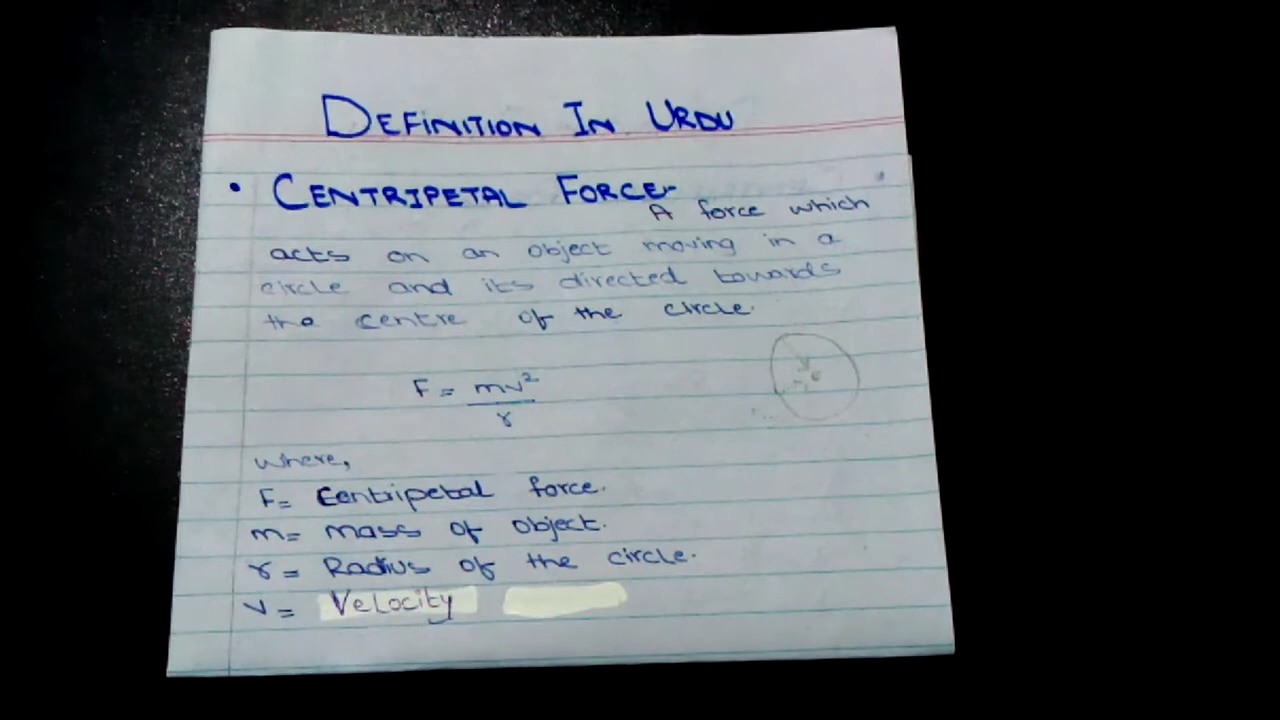 DEFINITION IN URDU
• CENTRIPETAL FORCE-
A force which
acts on an object moving in a
circle and its directed towards
the centre of the circle.
F = mv²
r
where,
F= Centripetal force.
m= mass of object.
r = Radius of the circle.
v = Velocity